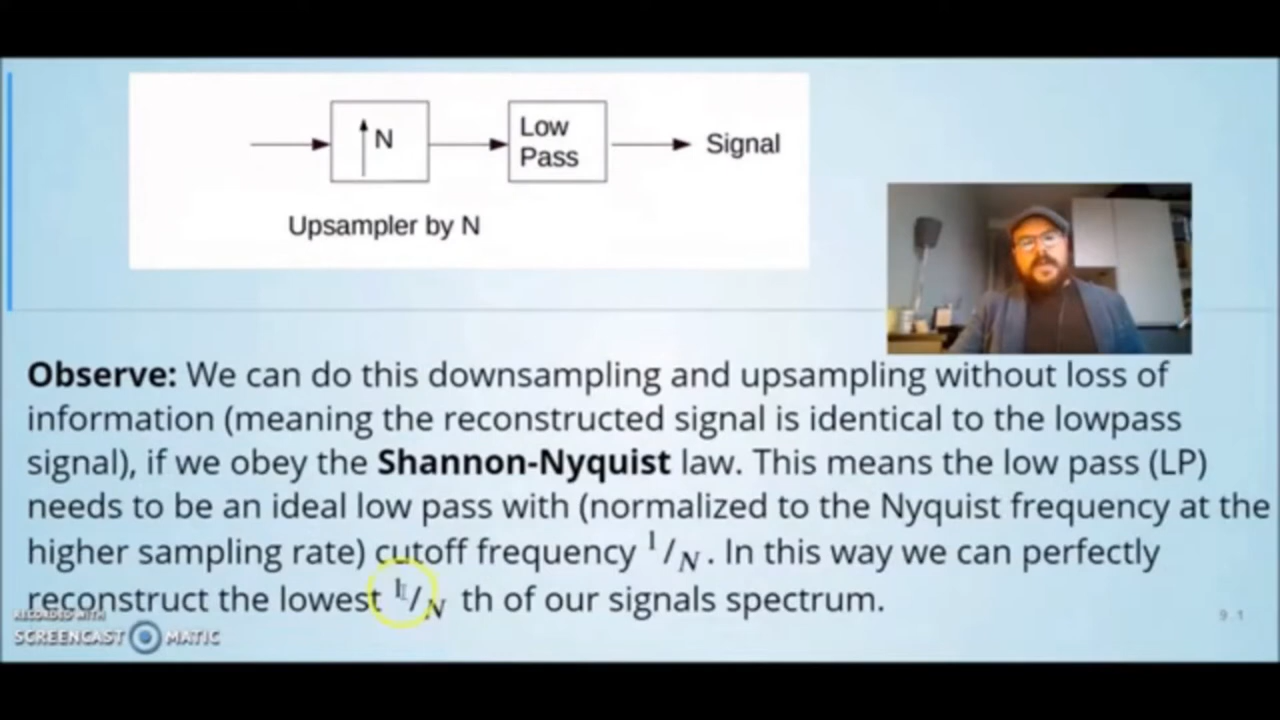 N
Low
Pass
Signal
Upsampler by N
Observe: We can do this downsampling and upsampling without loss of
information (meaning the reconstructed signal is identical to the lowpass
signal), if we obey the Shannon-Nyquist law. This means the low pass (LP)
needs to be an ideal low pass with (normalized to the Nyquist frequency at the
higher sampling rate) cutoff frequency 1/N. In this way we can perfectly
reconstruct the lowest 1/N th of our signals spectrum.
RECORDED WITH
SCREENCAST MATIC
9.1